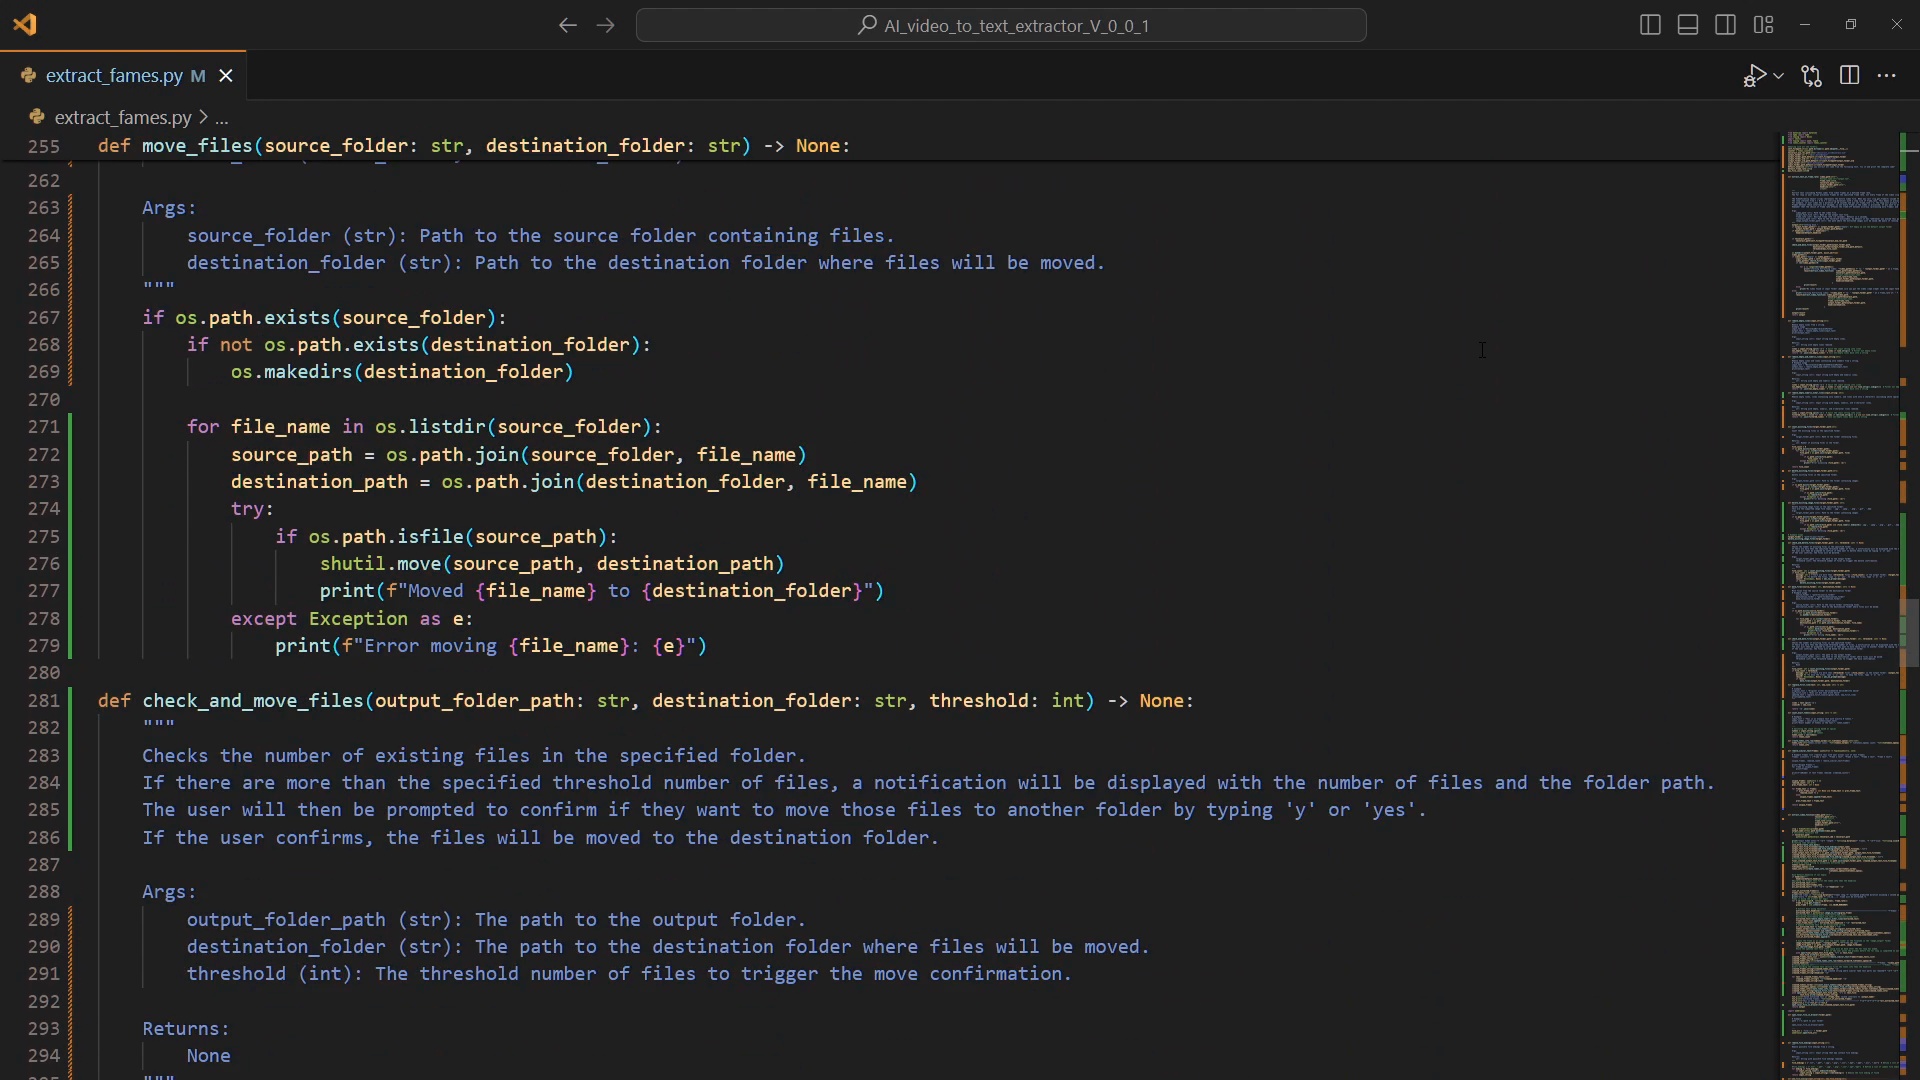 AI_video_to_text_extractor_V_0_0_1
extract_fames.py M
extract_fames.py > ...
255 def move_files(source_folder: str, destination_folder: str) -> None:
262
263 Args:
264 source_folder (str): Path to the source folder containing files.
265 destination_folder (str): Path to the destination folder where files will be moved.
266 """
267 if os.path.exists(source_folder):
268 if not os.path.exists(destination_folder):
269 os.makedirs(destination_folder)
270
271 for file_name in os.listdir(source_folder):
272 source_path = os.path.join(source_folder, file_name)
273 destination_path = os.path.join(destination_folder, file_name)
274 try:
275 if os.path.isfile(source_path):
276 shutil.move(source_path, destination_path)
277 print(f"Moved {file_name} to {destination_folder}")
278 except Exception as e:
279 print(f"Error moving {file_name}: {e}")
280
281 def check_and_move_files(output_folder_path: str, destination_folder: str, threshold: int) -> None:
282 """
283 Checks the number of existing files in the specified folder.
284 If there are more than the specified threshold number of files, a notification will be displayed with the number of files and the folder path.
285 The user will then be prompted to confirm if they want to move those files to another folder by typing 'y' or 'yes'.
286 If the user confirms, the files will be moved to the destination folder.
287
288 Args:
289 output_folder_path (str): The path to the output folder.
290 destination_folder (str): The path to the destination folder where files will be moved.
291 threshold (int): The threshold number of files to trigger the move confirmation.
292
293 Returns:
294 None